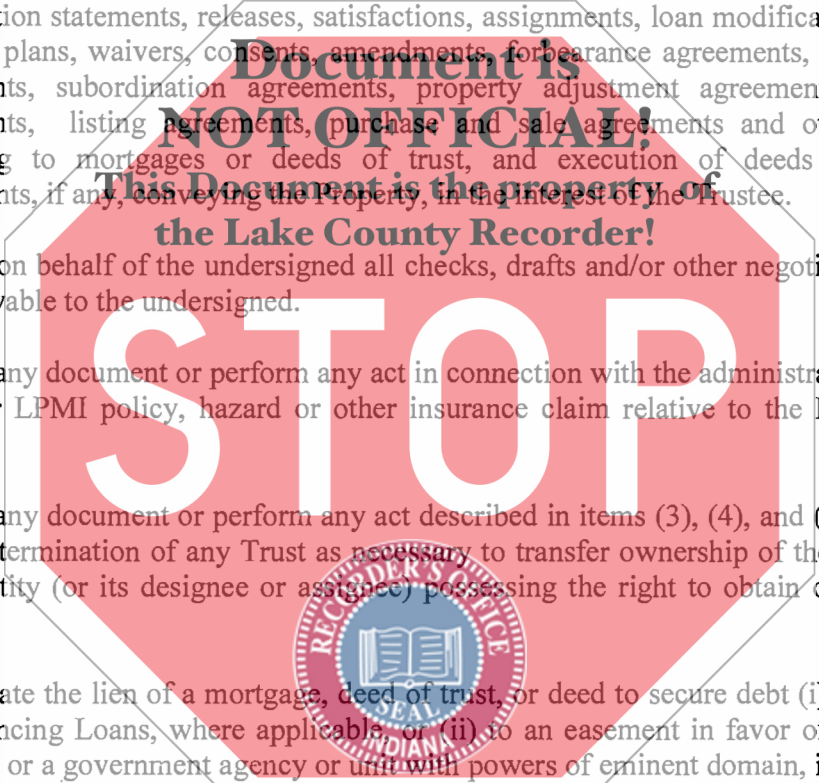 ion statements, releases, satisfactions, assignments, loan modifica
plans, waivers, consents, amendments, forbearance agreements,
Document is
nts, subordination agreements, property adjustment agreemen
NOT OFFICIAL!
nts, listing agreements, purchase and sale agreements and o
g to mortgages or deeds of trust, and execution of deeds
This Document is the property of
nts, if any, conveying the Property, in the interest of the Trustee.
the Lake County Recorder!
on behalf of the undersigned all checks, drafts and/or other negoti
yable to the undersigned.
STOP
any document or perform any act in connection with the administra
LPMI policy, hazard or other insurance claim relative to the
any document or perform any act described in items (3), (4), and (
termination of any Trust as necessary to transfer ownership of the
tity (or its designee or assignee) possessing the right to obtain
RECORDER'S OFFICE
SEAL
INDIANA
ate the lien of a mortgage, deed of trust, or deed to secure debt (i
ncing Loans, where applicable, or (ii) to an easement in favor o
or a government agency or unit with powers of eminent domain, i